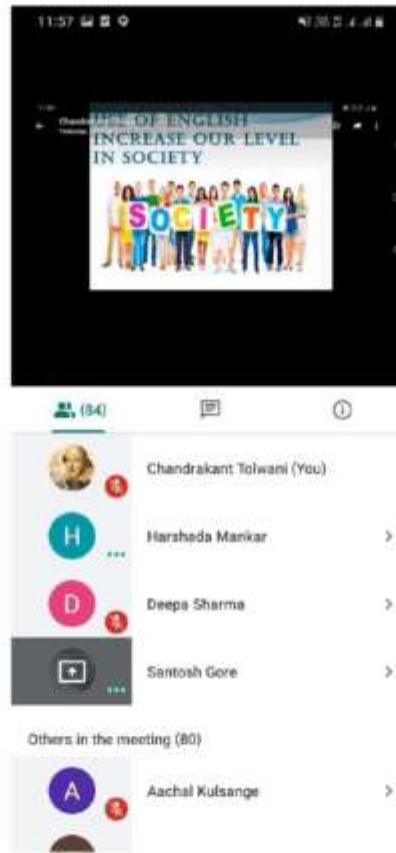 11:57
Chandra
USE OF ENGLISH
INCREASE OUR LEVEL
IN SOCIETY
SOCIETY
(84)
Chandrakant Tolwani (You)
H
Harshada Mankar
D
Deepa Sharma
Santosh Gore
Others in the meeting (80)
A
Aachal Kulsange